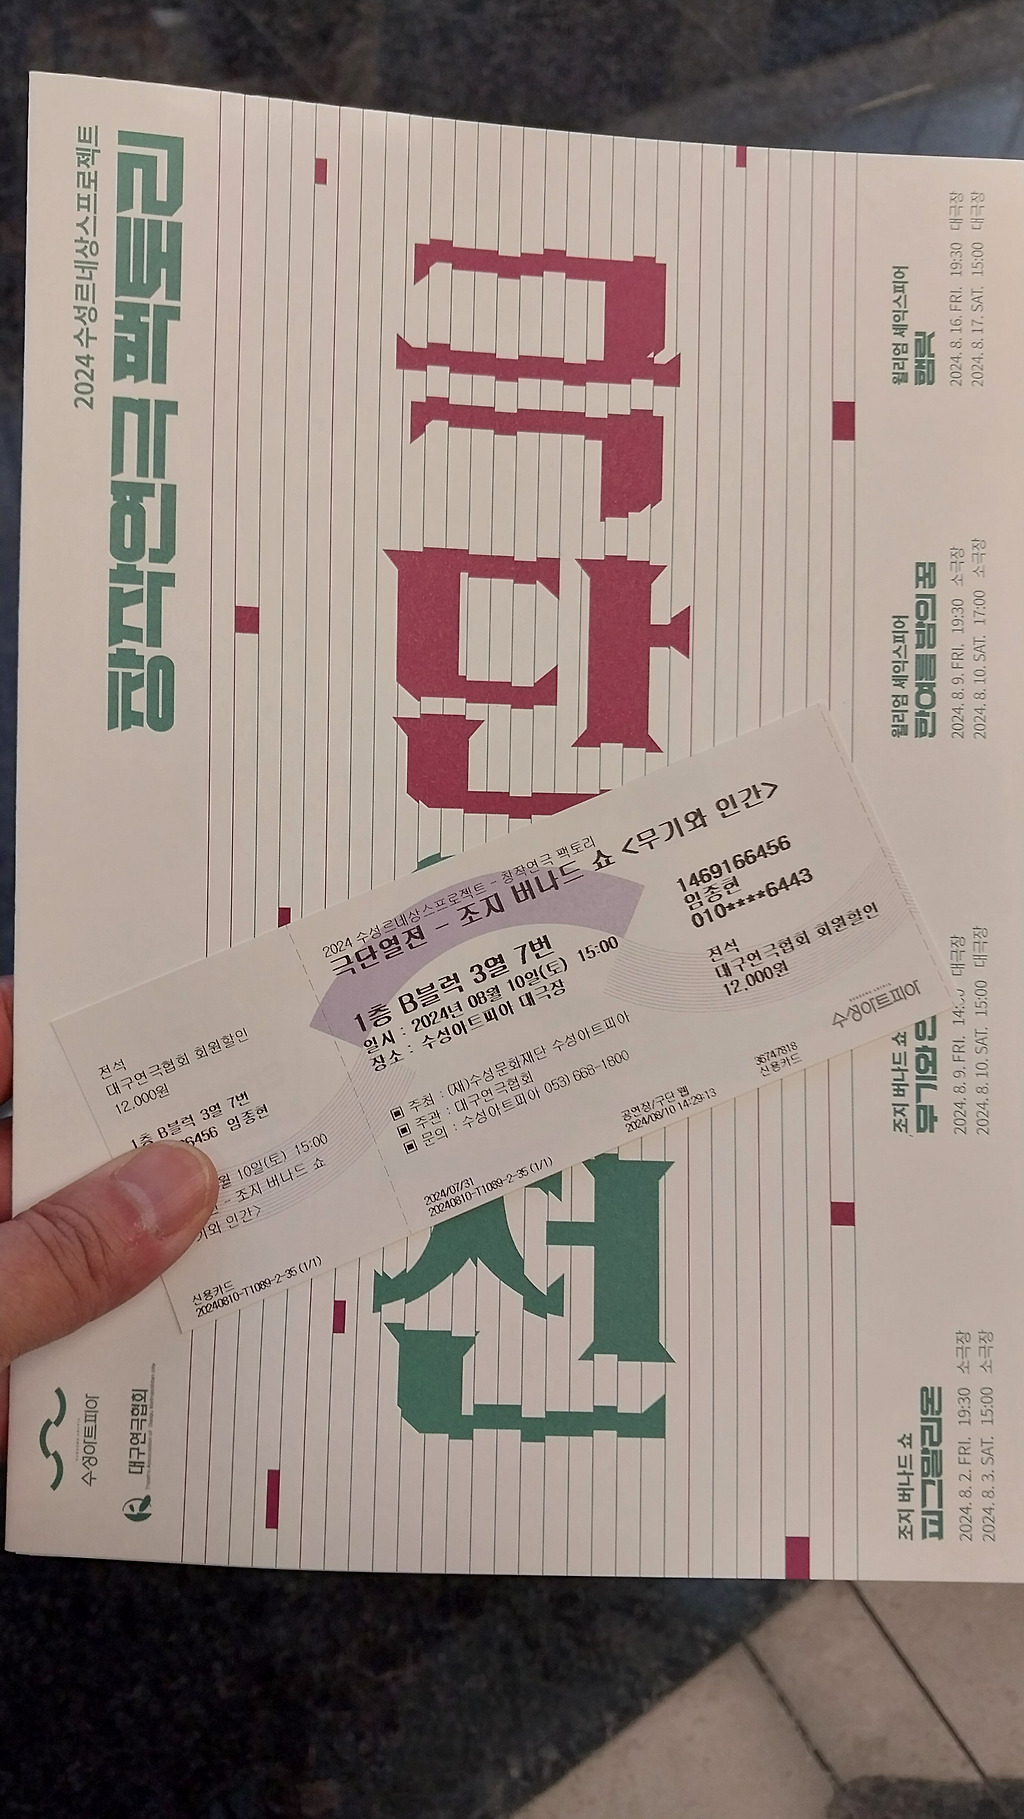 2024 수성르네상스프로젝트
창작연극 팩토리
극단열전
윌리엄 셰익스피어
햄릿
2024. 8. 16. FRI. 19:30 대극장
2024. 8. 17. SAT. 15:00 대극장
윌리엄 셰익스피어
한여름 밤의 꿈
2024. 8. 9. FRI. 19:30 소극장
2024. 8. 10. SAT. 17:00 소극장
조지 버나드 쇼
무기와 인
2024. 8. 9. FRI. 14: 대극장
2024. 8. 10. SAT. 15:00 대극장
조지 버나드 쇼
피그말리온
2024. 8. 2. FRI. 19:30 소극장
2024. 8. 3. SAT. 15:00 소극장
수성아트피아
대구연극협회
2024 수성르네상스프로젝트 - 창작연극 팩토리
극단열전 - 조지 버나드 쇼 <무기와 인간>
1층 B블럭 3열 7번
일시 : 2024년 08월 10일(토) 15:00
장소 : 수성아트피아 대극장
▣ 주최 : (재)수성문화재단 수성아트피아
▣ 주관 : 대구연극협회
▣ 문의 : 수성아트피아 053) 668-1800
2024/07/31
20240810-T1089-2-35 (1/1)
공연장/구단 웹
2024/08/10 14:29:13
36747818
신용카드
1469166456
임종현
010****6443
전석
대구연극협회 회원할인
12,000원
수성아트피아
전석
대구연극협회 회원할인
12,000원
1층 B블럭 3열 7번
6456 임종현
월 10일(토) 15:00
- 조지 버나드 쇼
기와 인간>
신용카드
20240810-T1089-2-35 (1/1)